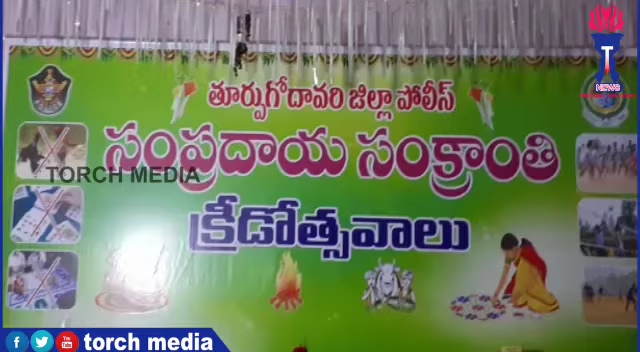 T
NEWS
తూర్పుగోదావరి జిల్లా పోలీస్
సంప్రదాయ సంక్రాంతి
TORCH MEDIA
క్రీడోత్సవాలు
torch media